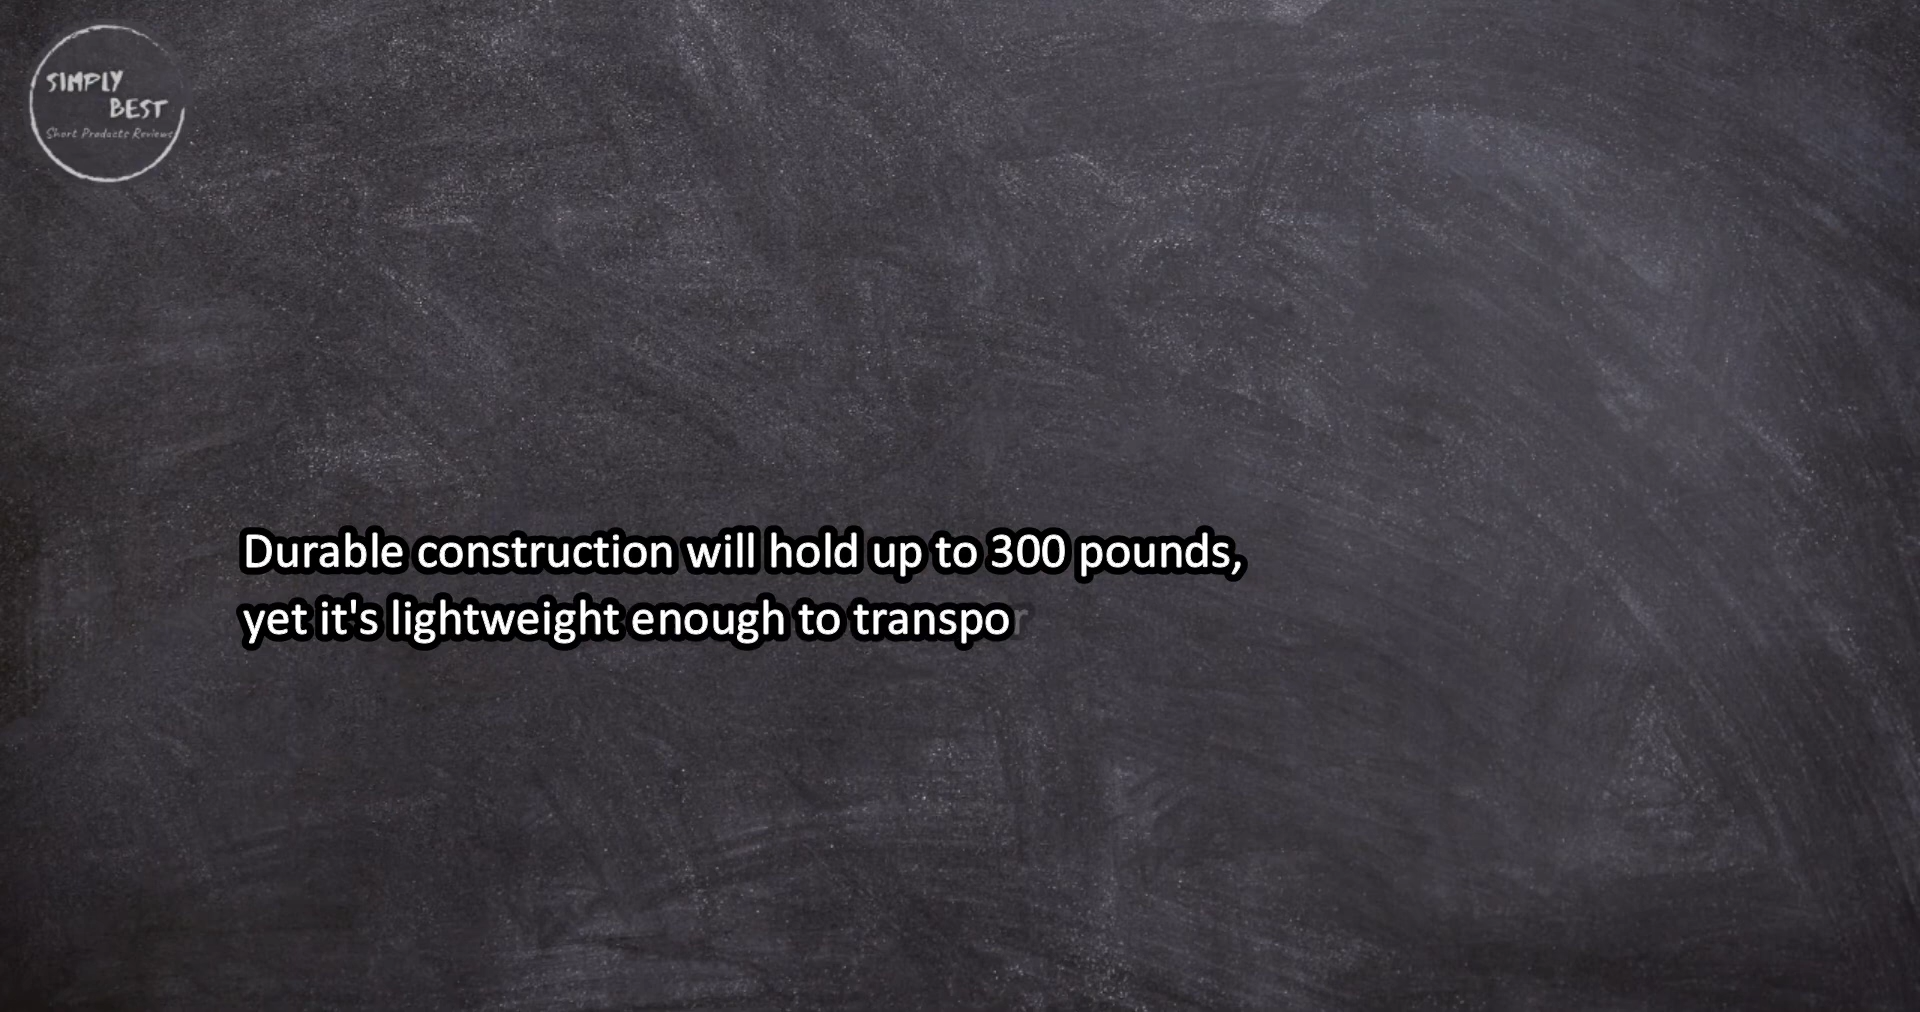 SIMPLY
BEST
Short Products Reviews
Durable construction will hold up to 300 pounds,
yet it's lightweight enough to transpor